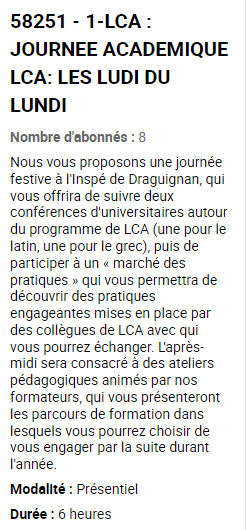 58251 - 1-LCA :
JOURNEE ACADEMIQUE
LCA: LES LUDI DU
LUNDI
Nombre d'abonnés : 8
Nous vous proposons une journée
festive à l'Inspé de Draguignan, qui
vous offrira de suivre deux
conférences d'universitaires autour
du programme de LCA (une pour le
latin, une pour le grec), puis de
participer à un « marché des
pratiques » qui vous permettra de
découvrir des pratiques
engageantes mises en place par
des collègues de LCA avec qui
vous pourrez échanger. L'après-
midi sera consacré à des ateliers
pédagogiques animés par nos
formateurs, qui vous présenteront
les parcours de formation dans
lesquels vous pourrez choisir de
vous engager par la suite durant
l'année.
Modalité : Présentiel
Durée : 6 heures